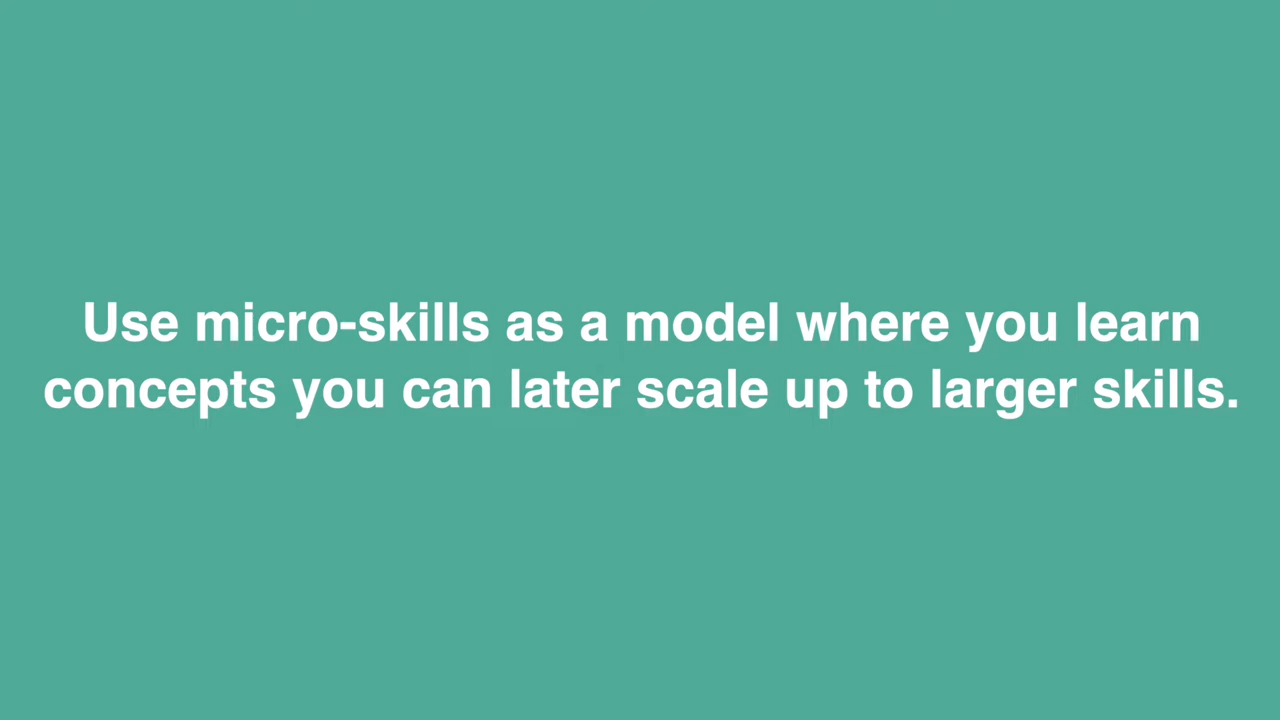 Use micro-skills as a model where you learn
concepts you can later scale up to larger skills.